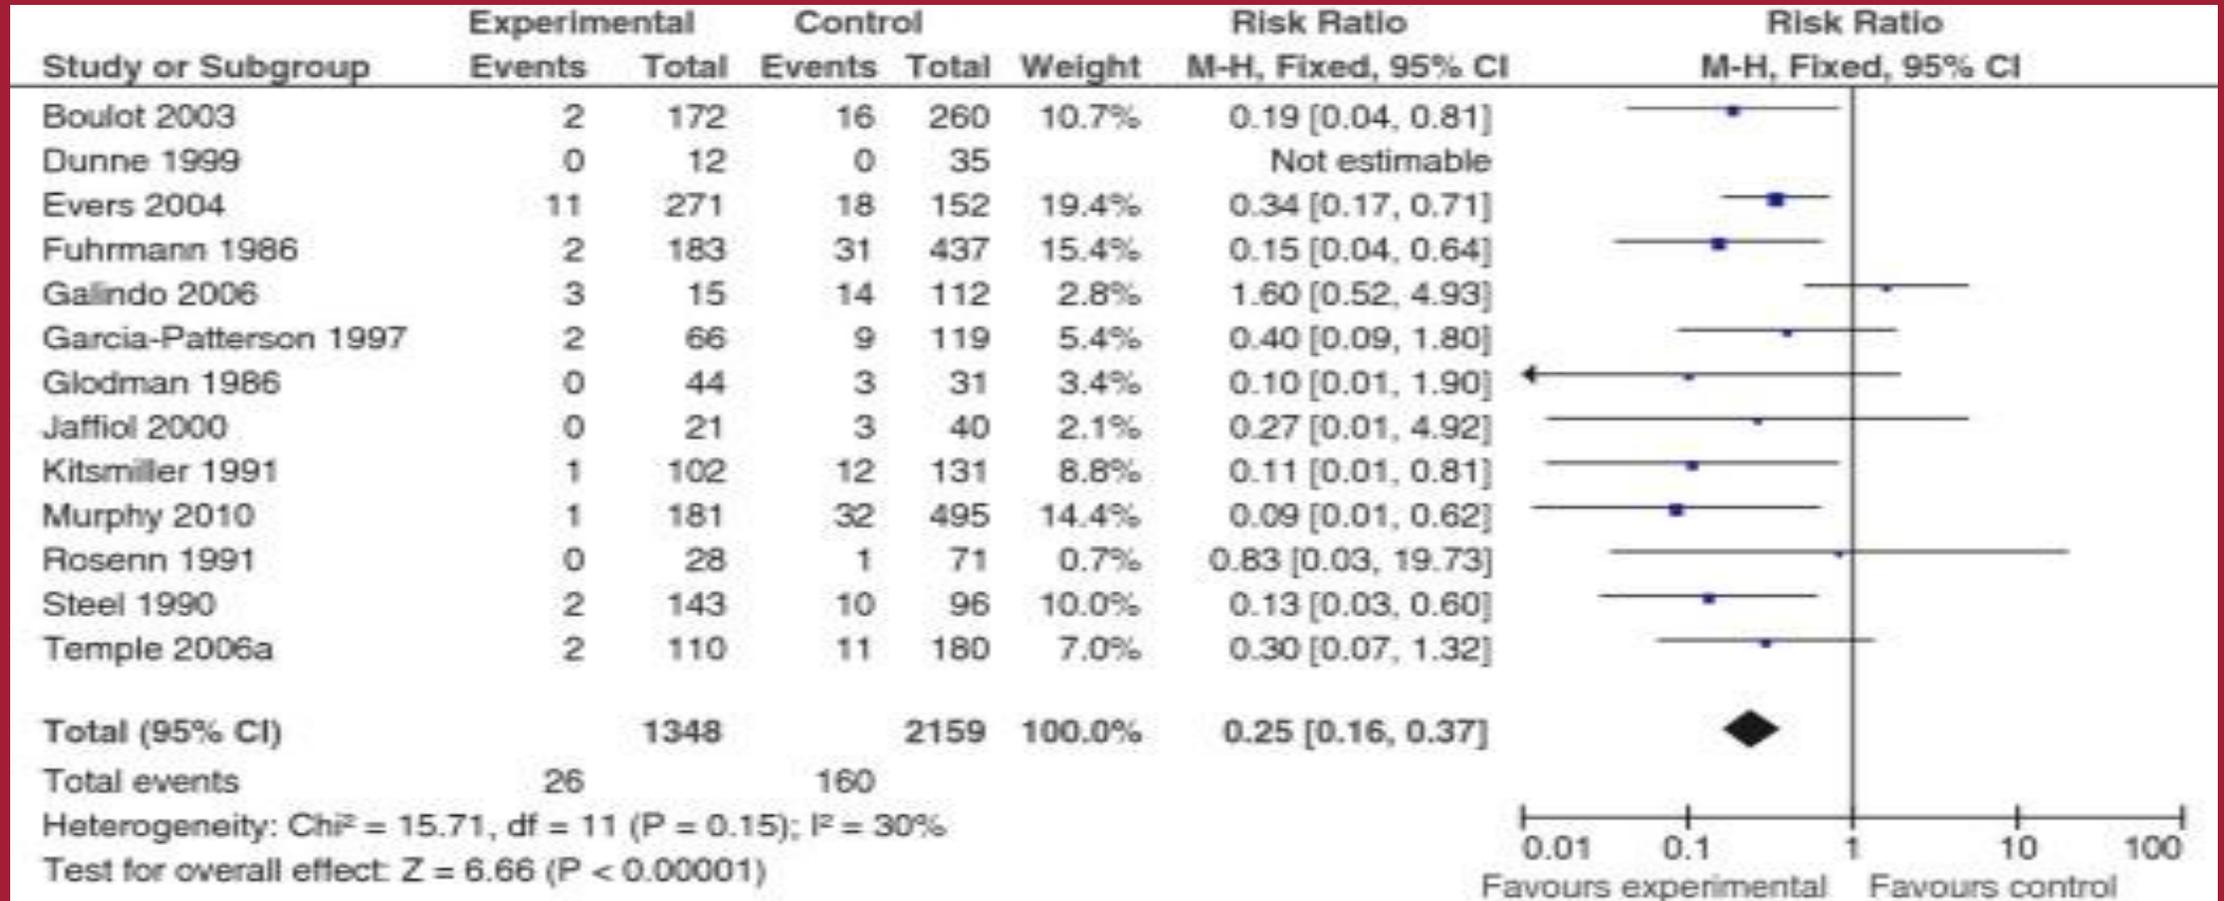 Experimental Control Risk Ratio Risk Ratio
Study or Subgroup Events Total Events Total Weight M-H, Fixed, 95% CI M-H, Fixed, 95% CI
Boulot 2003 2 172 16 260 10.7% 0.19 [0.04, 0.81]
Dunne 1999 0 12 0 35 Not estimable
Evers 2004 11 271 18 152 19.4% 0.34 [0.17, 0.71]
Fuhrmann 1986 2 183 31 437 15.4% 0.15 [0.04, 0.64]
Galindo 2006 3 15 14 112 2.8% 1.60 [0.52, 4.93]
Garcia-Patterson 1997 2 66 9 119 5.4% 0.40 [0.09, 1.80]
Glodman 1986 0 44 3 31 3.4% 0.10 [0.01, 1.90]
Jaffiol 2000 0 21 3 40 2.1% 0.27 [0.01, 4.92]
Kitsmiller 1991 1 102 12 131 8.8% 0.11 [0.01, 0.81]
Murphy 2010 1 181 32 495 14.4% 0.09 [0.01, 0.62]
Rosenn 1991 0 28 1 71 0.7% 0.83 [0.03, 19.73]
Steel 1990 2 143 10 96 10.0% 0.13 [0.03, 0.60]
Temple 2006a 2 110 11 180 7.0% 0.30 [0.07, 1.32]
Total (95% CI) 1348 2159 100.0% 0.25 [0.16, 0.37]
Total events 26 160
Heterogeneity: Chi² = 15.71, df = 11 (P = 0.15); I² = 30%
Test for overall effect: Z = 6.66 (P < 0.00001)
0.01 0.1 1 10 100
Favours experimental Favours control